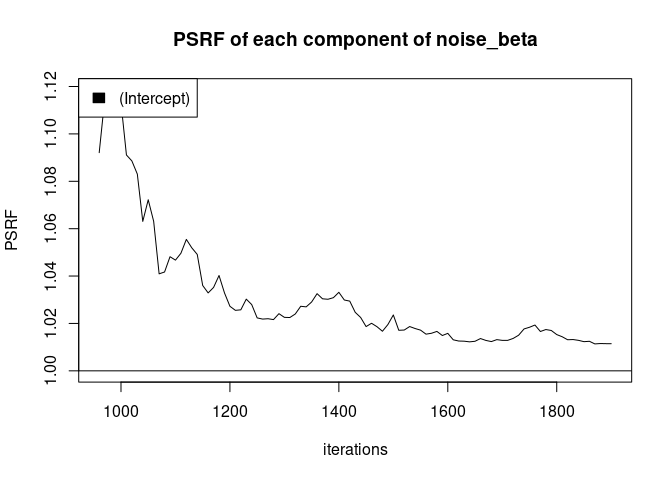 PSRF of each component of noise_beta
(Intercept)
PSRF
1.12
1.10
1.08
1.06
1.04
1.02
1.00
1000 1200 1400 1600 1800
iterations